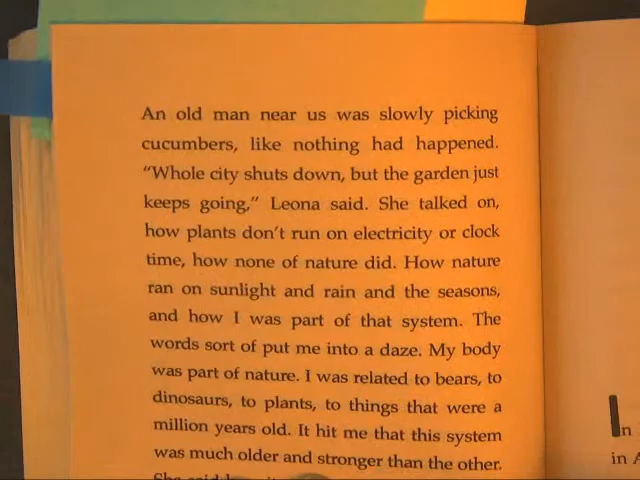 An old man near us was slowly picking
cucumbers, like nothing had happened.
“Whole city shuts down, but the garden just
keeps going,” Leona said. She talked on,
how plants don’t run on electricity or clock
time, how none of nature did. How nature
ran on sunlight and rain and the seasons,
and how I was part of that system. The
words sort of put me into a daze. My body
was part of nature. I was related to bears, to
dinosaurs, to plants, to things that were a
million years old. It hit me that this system
was much older and stronger than the other.
She said
In
in A